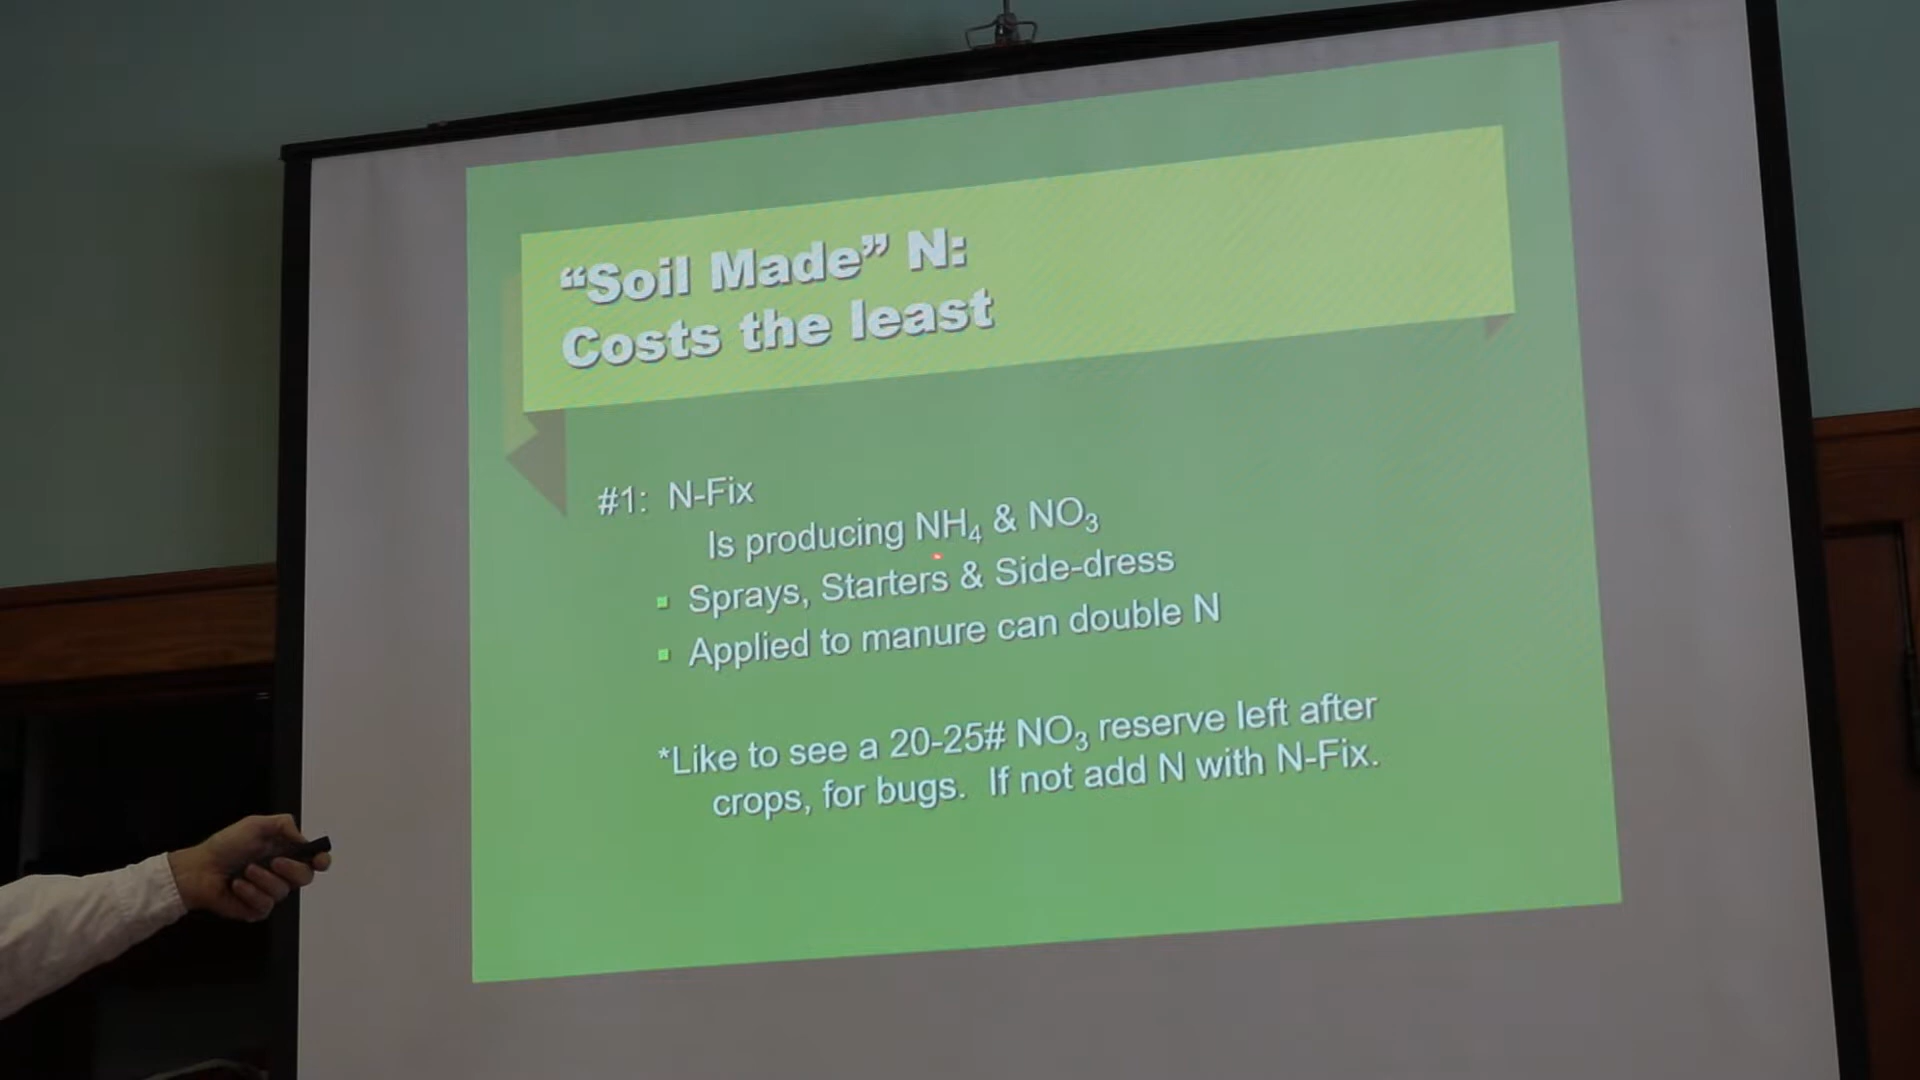 “Soil Made” N:
Costs the least
#1: N-Fix
Is producing NH₄ & NO₃
Sprays, Starters & Side-dress
Applied to manure can double N
*Like to see a 20-25# NO₃ reserve left after
crops, for bugs. If not add N with N-Fix.